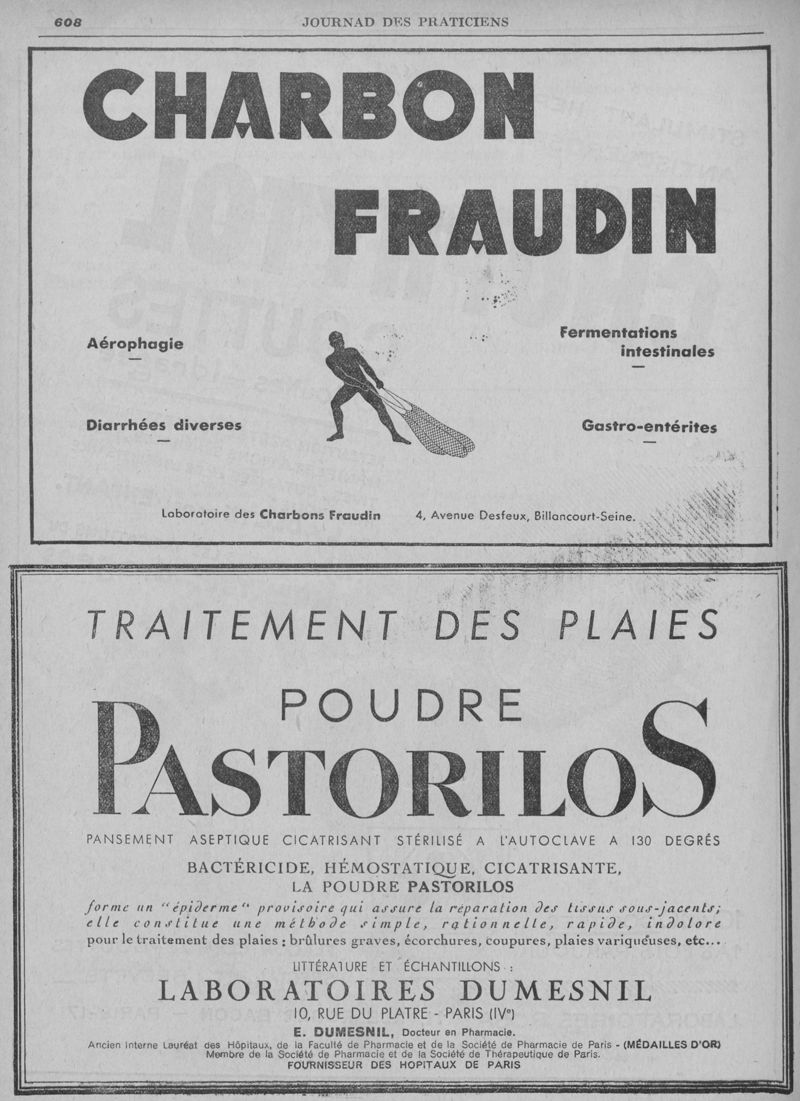 608
JOURNAD DES PRATICIENS
CHARBON
FRAUDIN
Aérophagie
Fermentations
intestinales
Diarrhées diverses
Gastro-entérites
Laboratoire des Charbons Fraudin 4, Avenue Desfeux, Billancourt-Seine.
TRAITEMENT DES PLAIES
POUDRE
PASTORILOS
PANSEMENT ASEPTIQUE CICATRISANT STÉRILISÉ A L'AUTOCLAVE A 130 DEGRÉS
BACTÉRICIDE, HÉMOSTATIQUE, CICATRISANTE,
LA POUDRE PASTORILOS
forme un "épiderme" provisoire qui assure la réparation des tissus sous-jacents;
elle constitue une méthode simple, rationnelle, rapide, indolore
pour le traitement des plaies : brûlures graves, écorchures, coupures, plaies variqueuses, etc...
LITTÉRATURE ET ÉCHANTILLONS :
LABORATOIRES DUMESNIL
10, RUE DU PLATRE - PARIS (IVe)
E. DUMESNIL, Docteur en Pharmacie.
Ancien Interne Lauréat des Hôpitaux, de la Faculté de Pharmacie et de la Société de Pharmacie de Paris - (MÉDAILLES D'OR)
Membre de la Société de Pharmacie et de la Société de Thérapeutique de Paris.
FOURNISSEUR DES HOPITAUX DE PARIS